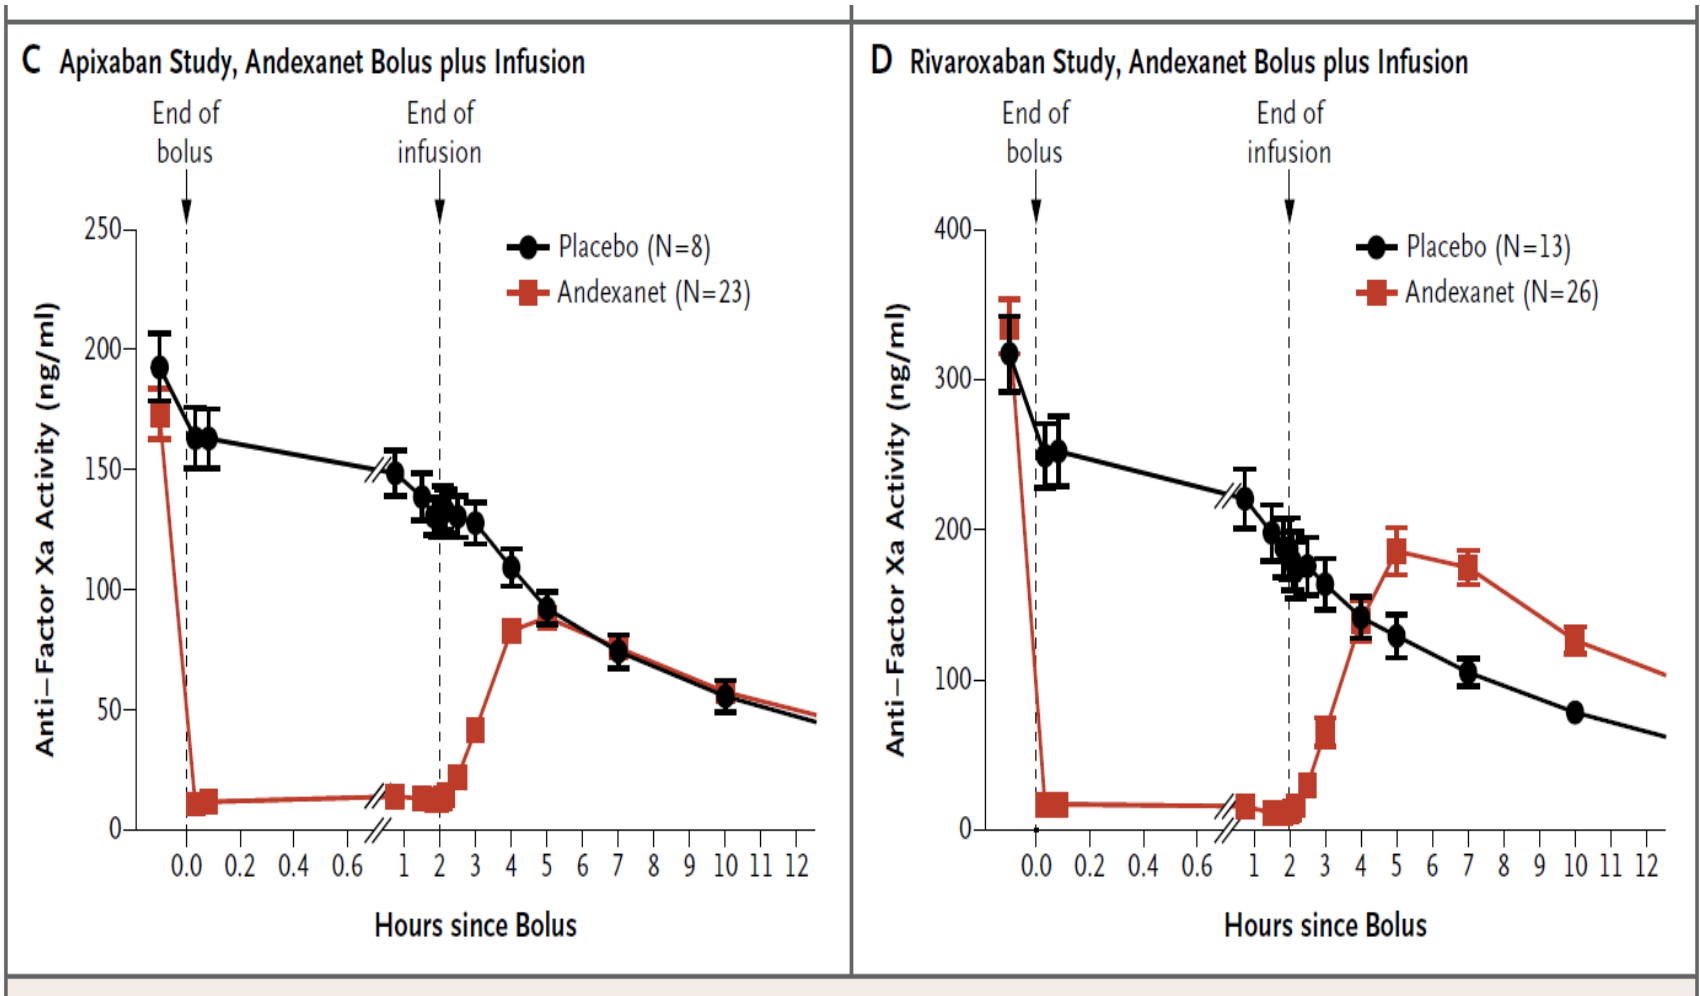 C Apixaban Study, Andexanet Bolus plus Infusion
End of
bolus
End of
infusion
Placebo (N=8)
Andexanet (N=23)
Anti–Factor Xa Activity (ng/ml)
250
200
150
100
50
0
0.0 0.2 0.4 0.6 1 2 3 4 5 6 7 8 9 10 11 12
Hours since Bolus
D Rivaroxaban Study, Andexanet Bolus plus Infusion
End of
bolus
End of
infusion
Placebo (N=13)
Andexanet (N=26)
Anti–Factor Xa Activity (ng/ml)
400
300
200
100
0
0.0 0.2 0.4 0.6 1 2 3 4 5 6 7 8 9 10 11 12
Hours since Bolus